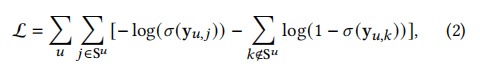 ℒ = ∑_u ∑_{j∈S^u} [−log(σ(y_{u,j})) − ∑_{k∉S^u} log(1 − σ(y_{u,k}))], (2)